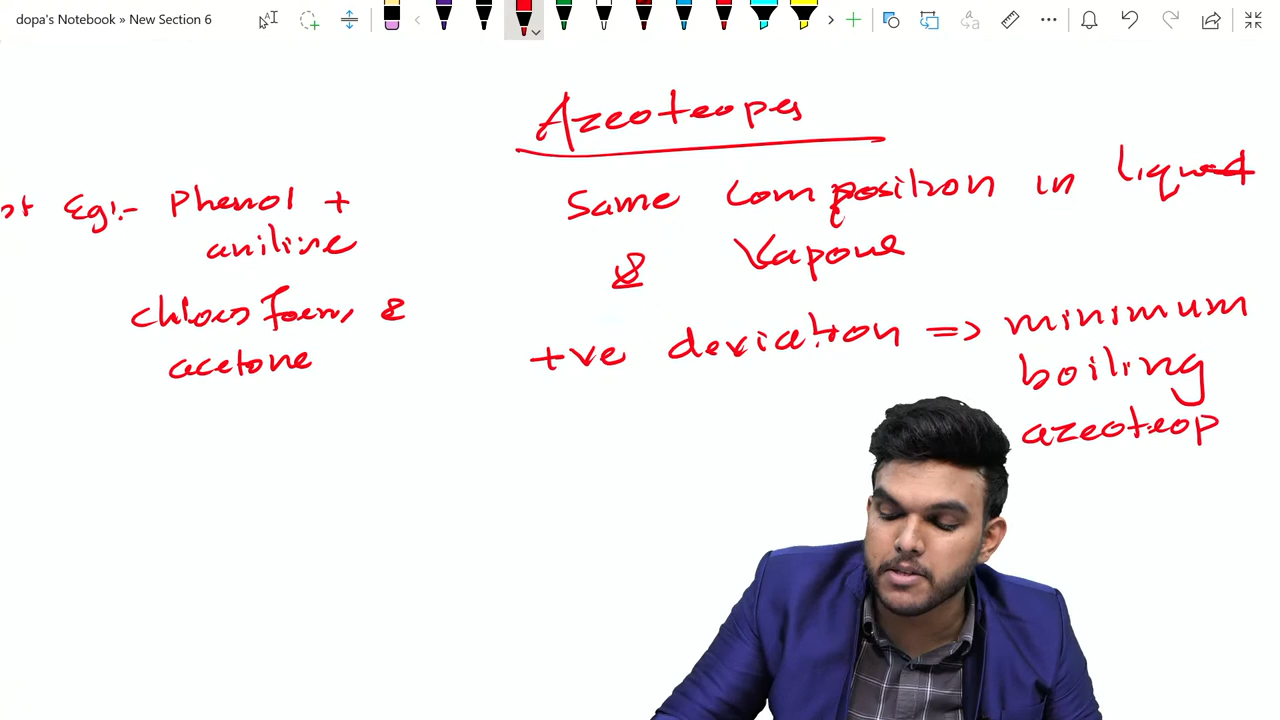 dopa's Notebook » New Section 6
Azeotropes
Same composition in liquid
& Vapour
+ve deviation => minimum
boiling
azeotrop
Eg:- Phenol +
aniline
chloroform &
acetone